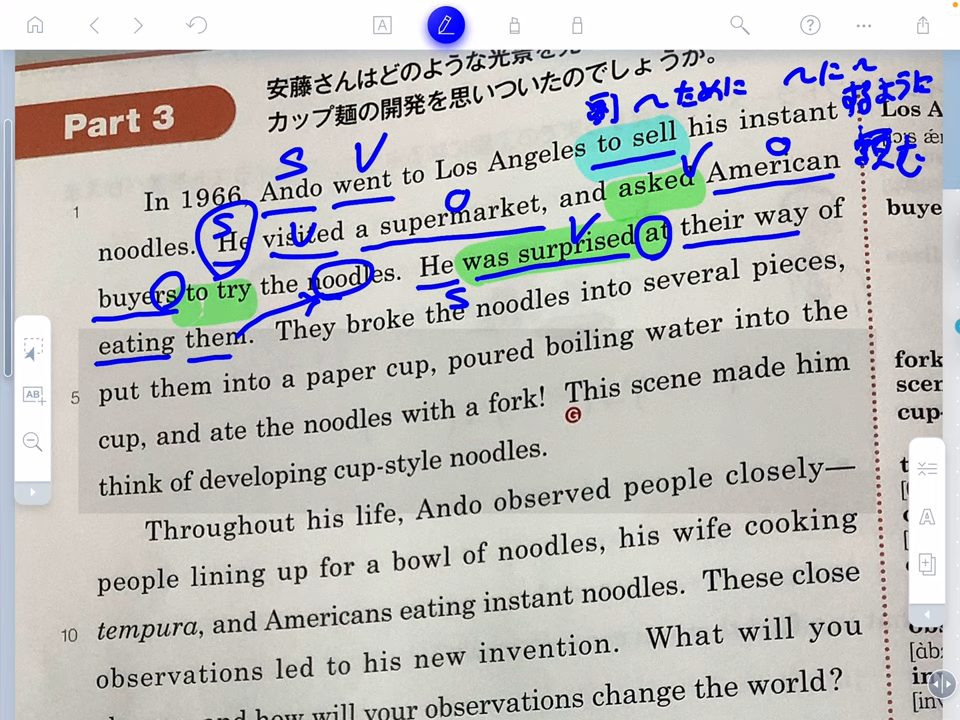 安藤さんはどのような光景を
Part 3
カップ麺の開発を思いついたのでしょうか。
〜ために
〜に〜
するように
頼む
S V
In 1966, Ando went to Los Angeles to sell his instant
Los A
V O
S V O
noodles. He visited a supermarket, and asked American
buye
V
buyers to try the noodles. He was surprised at their way of
S
eating them. They broke the noodles into several pieces,
5 put them into a paper cup, poured boiling water into the
fork
scen
cup-
cup, and ate the noodles with a fork! This scene made him
G
think of developing cup-style noodles.
Throughout his life, Ando observed people closely—
people lining up for a bowl of noodles, his wife cooking
10 tempura, and Americans eating instant noodles. These close
observations led to his new invention. What will you
[àb
in
[inv
and how will your observations change the world?
A
AB
A